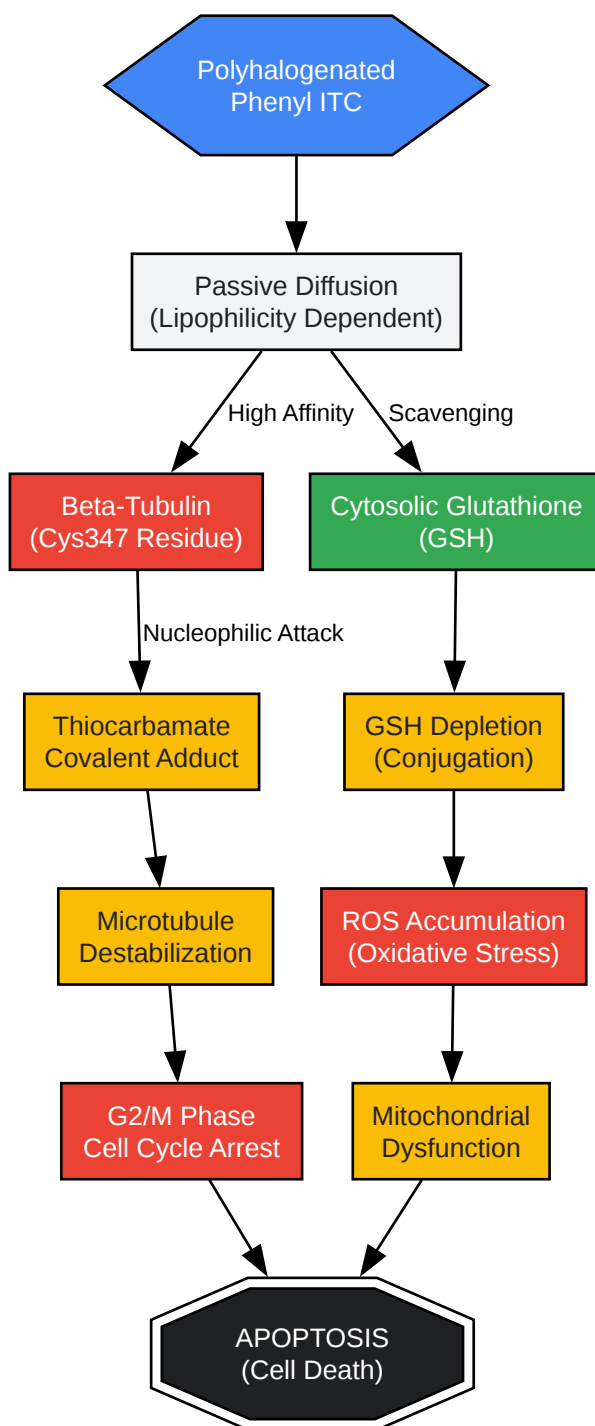 Polyhalogenated
Phenyl ITC
Passive Diffusion
(Lipophilicity Dependent)
High Affinity
Scavenging
Beta-Tubulin
(Cys347 Residue)
Cytosolic Glutathione
(GSH)
Nucleophilic Attack
Thiocarbamate
Covalent Adduct
GSH Depletion
(Conjugation)
Microtubule
Destabilization
ROS Accumulation
(Oxidative Stress)
G2/M Phase
Cell Cycle Arrest
Mitochondrial
Dysfunction
APOPTOSIS
(Cell Death)